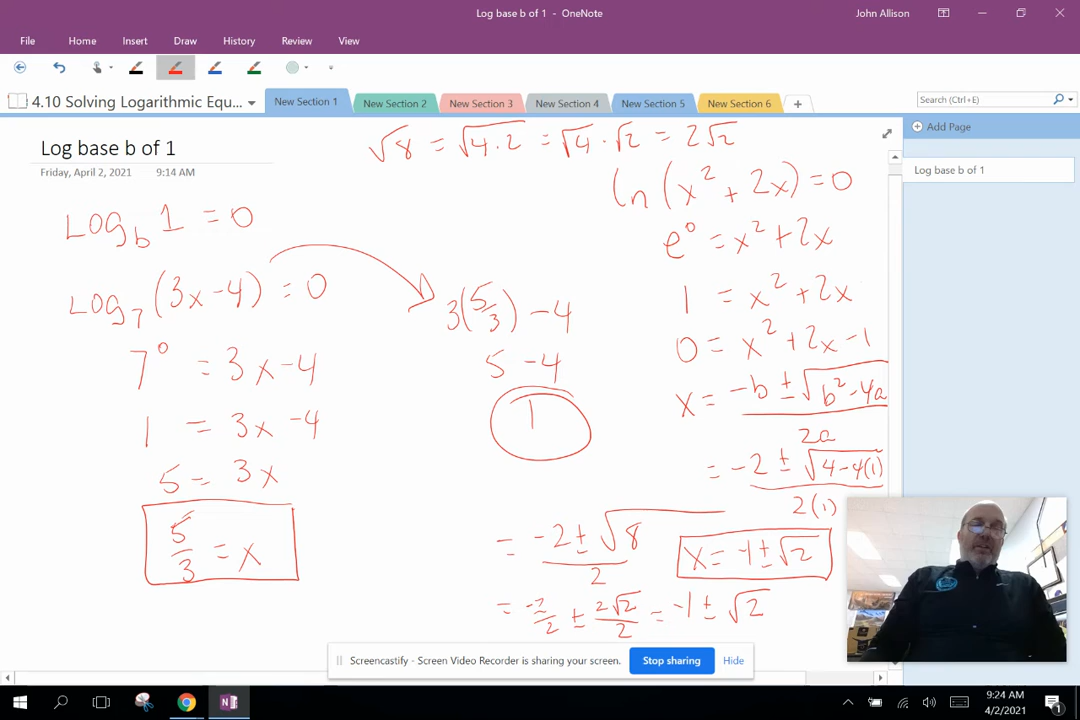 Log base b of 1 - OneNote
John Allison
File Home Insert Draw History Review View
4.10 Solving Logarithmic Equ...
New Section 1 New Section 2 New Section 3 New Section 4 New Section 5 New Section 6 +
Search (Ctrl+E)
Add Page
Log base b of 1
Log base b of 1
Friday, April 2, 2021 9:14 AM
√8 = √4·2 = √4·√2 = 2√2
LOG_b 1 = 0
LOG_7 (3x-4) = 0
7^0 = 3x-4
1 = 3x-4
5 = 3x
5/3 = x
3(5/3) - 4
5 - 4
1
ln(x²+2x) = 0
e^0 = x²+2x
1 = x²+2x
0 = x²+2x-1
x = -b ± √b²-4a
2a
= -2 ± √4-4(1)
2(1)
= -2 ± √8
2
x = -1 ± √2
= -2/2 ± 2√2/2 = -1 ± √2
Screencastify - Screen Video Recorder is sharing your screen. Stop sharing Hide
9:24 AM
4/2/2021
1